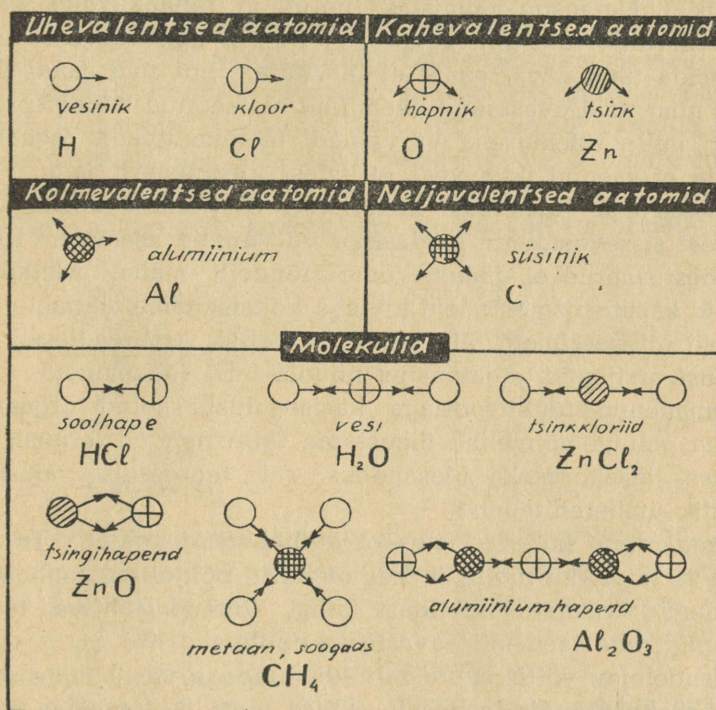 Ühevalentsed aatomid
Kahevalentsed aatomid
vesinik
H
kloor
Cl
hapnik
O
tsink
Zn
Kolmevalentsed aatomid
Neljavalentsed aatomid
alumiinium
Al
süsinik
C
Molekülid
soolhape
HCl
vesi
H₂O
tsinkkloriid
ZnCl₂
tsingihapend
ZnO
metaan, soogaas
CH₄
alumiiniumhapend
Al₂O₃